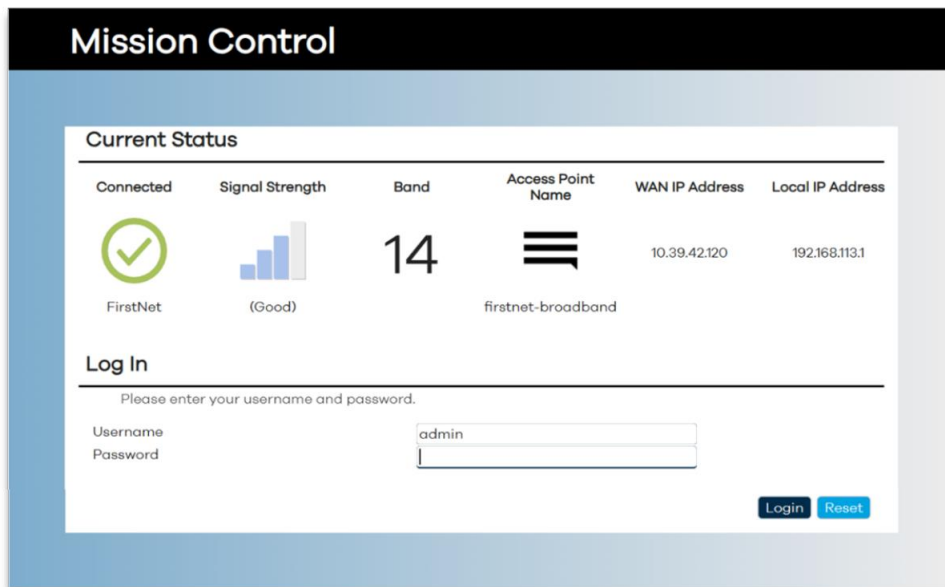 Mission Control
Current Status
Connected
Signal Strength
Band
Access Point
Name
WAN IP Address
Local IP Address
14
10.39.42.120
192.168.113.1
FirstNet
(Good)
firstnet-broadband
Log In
Please enter your username and password.
Username
admin
Password
Login
Reset